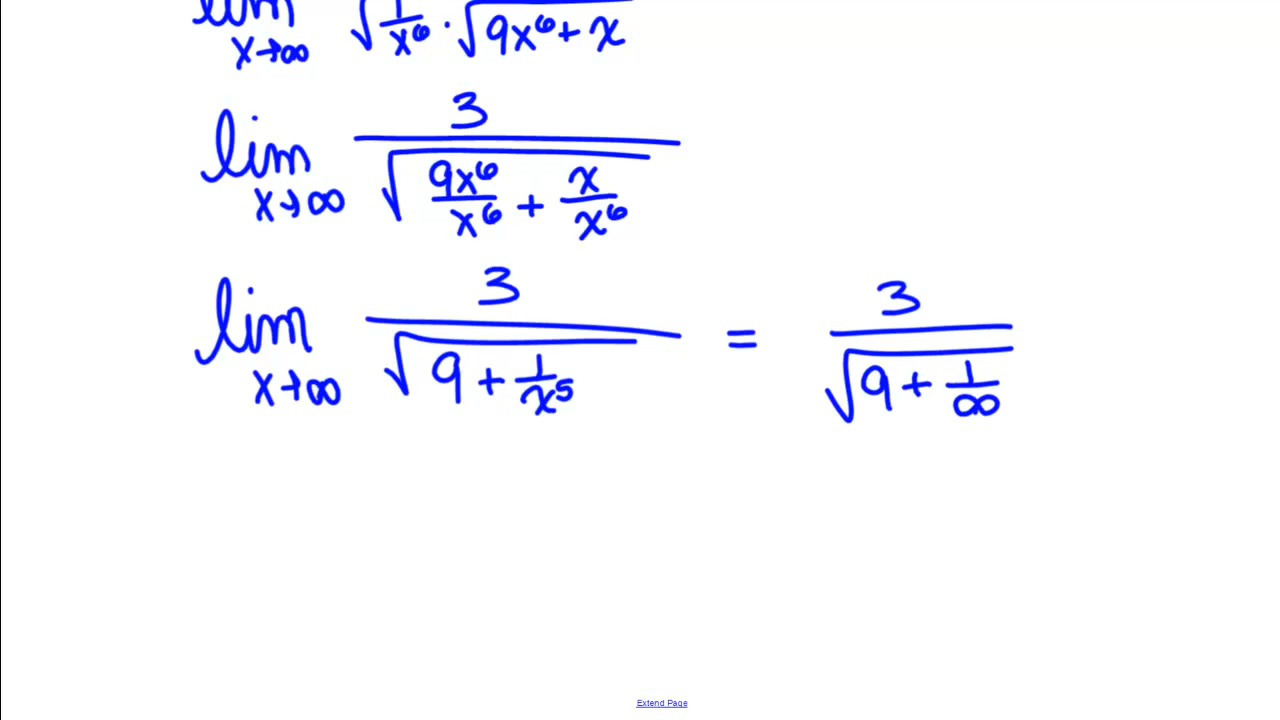 lim x→∞ √(1/x⁶) · √(9x⁶ + x)
lim x→∞ 3 / √(9x⁶/x⁶ + x/x⁶)
lim x→∞ 3 / √(9 + 1/x⁵) = 3 / √(9 + 1/∞)
Extend Page